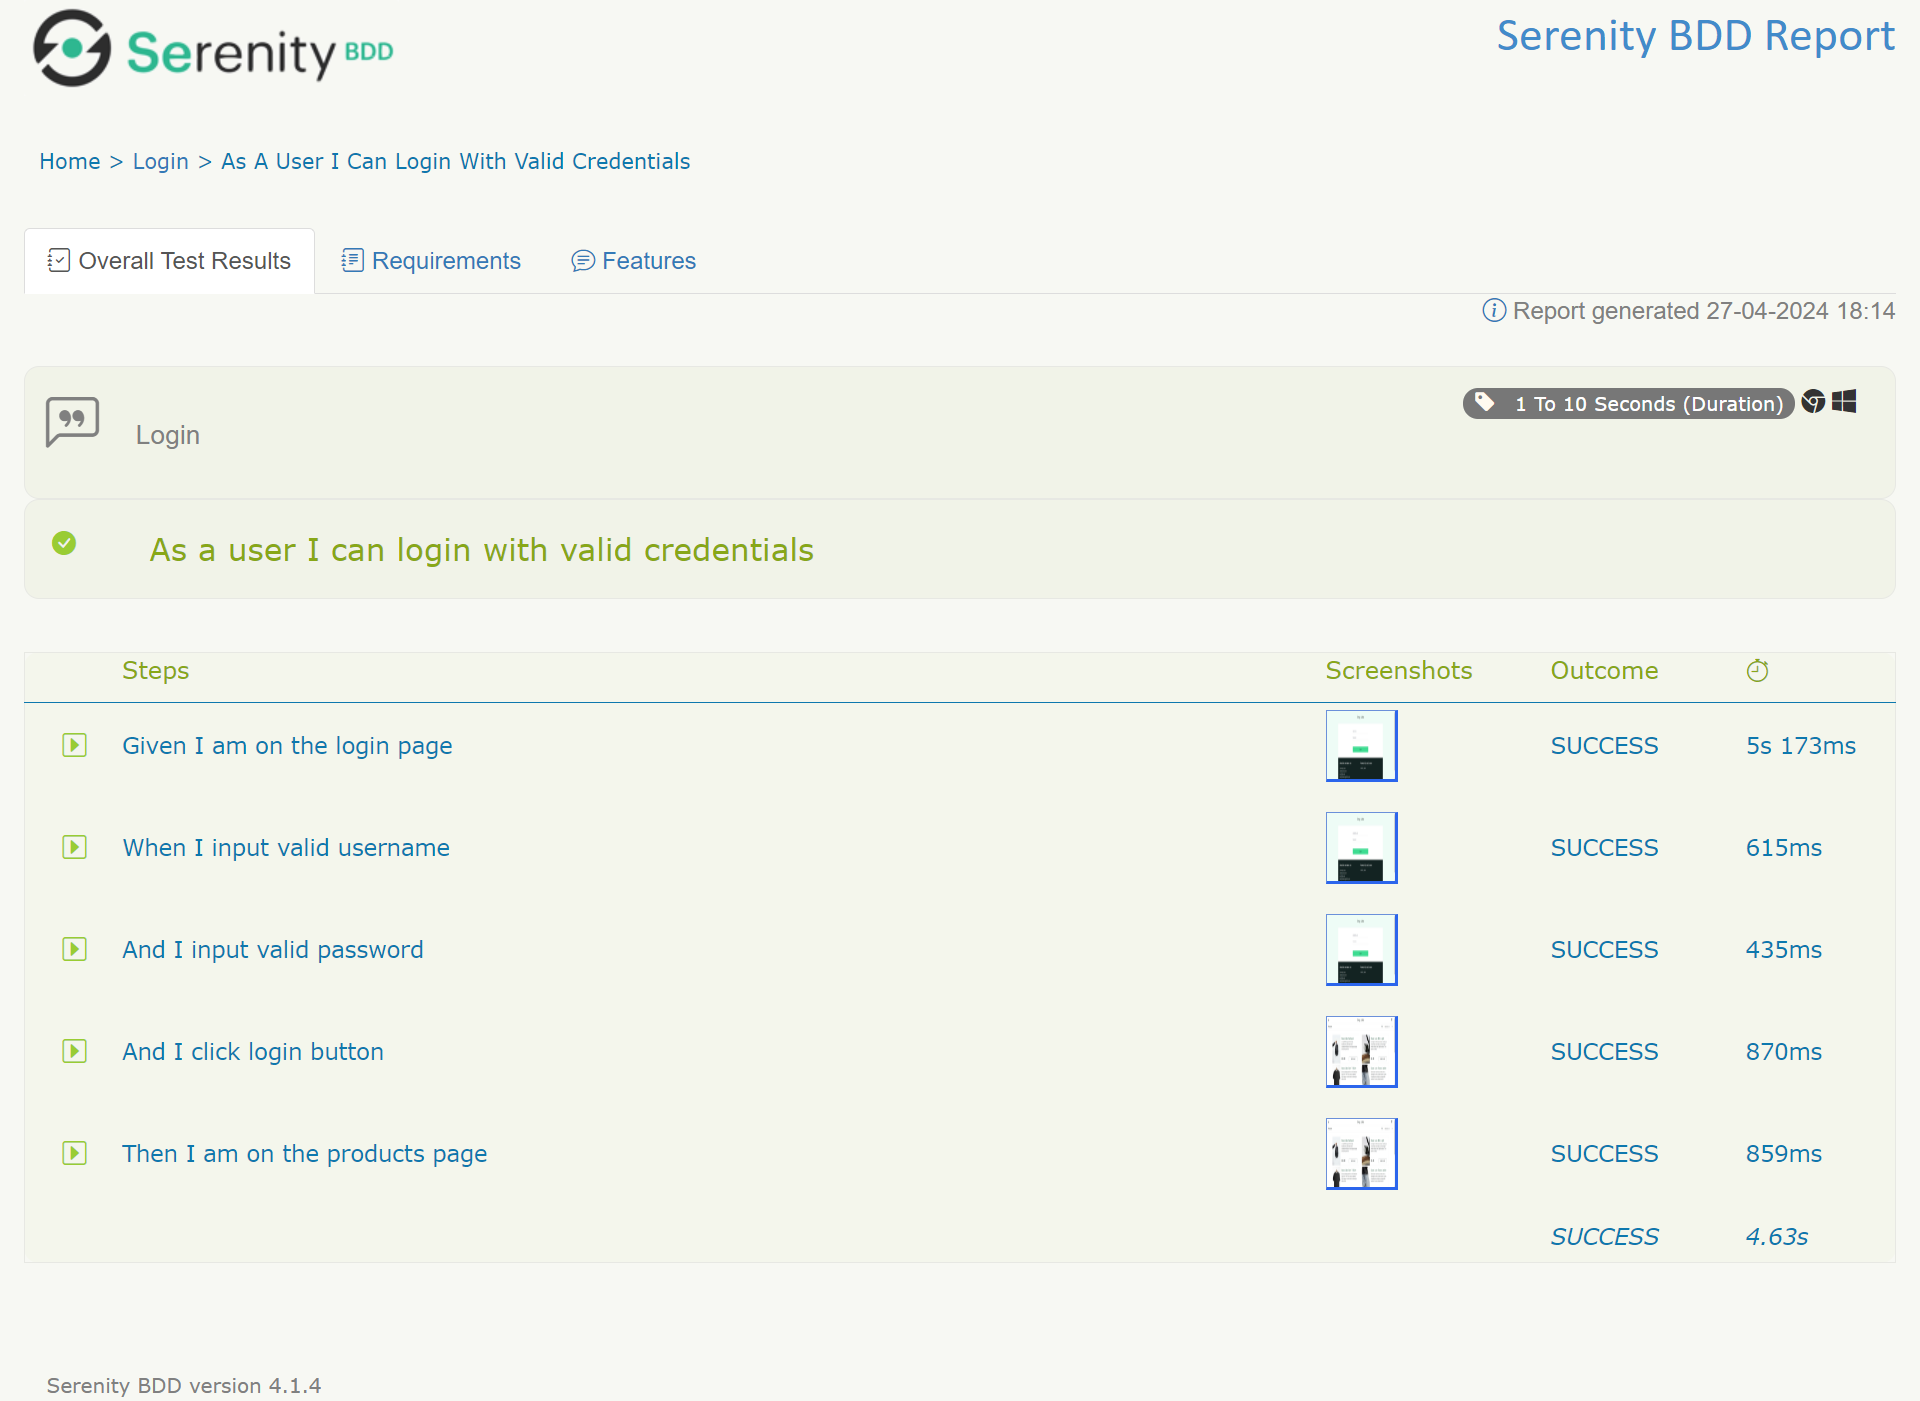 Serenity BDD
Serenity BDD Report
Home > Login > As A User I Can Login With Valid Credentials
Overall Test Results
Requirements
Features
Report generated 27-04-2024 18:14
Login
1 To 10 Seconds (Duration)
As a user I can login with valid credentials
Steps Screenshots Outcome
Given I am on the login page SUCCESS 5s 173ms
When I input valid username SUCCESS 615ms
And I input valid password SUCCESS 435ms
And I click login button SUCCESS 870ms
Then I am on the products page SUCCESS 859ms
SUCCESS 4.63s
Serenity BDD version 4.1.4